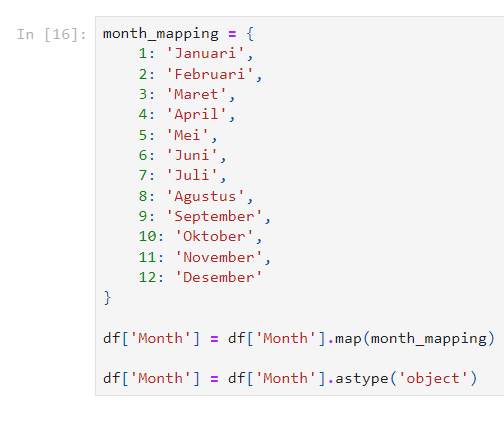 In [16]: month_mapping = {
    1: 'Januari',
    2: 'Februari',
    3: 'Maret',
    4: 'April',
    5: 'Mei',
    6: 'Juni',
    7: 'Juli',
    8: 'Agustus',
    9: 'September',
    10: 'Oktober',
    11: 'November',
    12: 'Desember'
}
df['Month'] = df['Month'].map(month_mapping)
df['Month'] = df['Month'].astype('object')